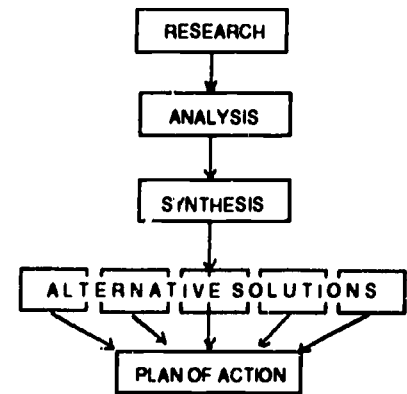 RESEARCH
ANALYSIS
SYNTHESIS
ALTERNATIVE SOLUTIONS
PLAN OF ACTION